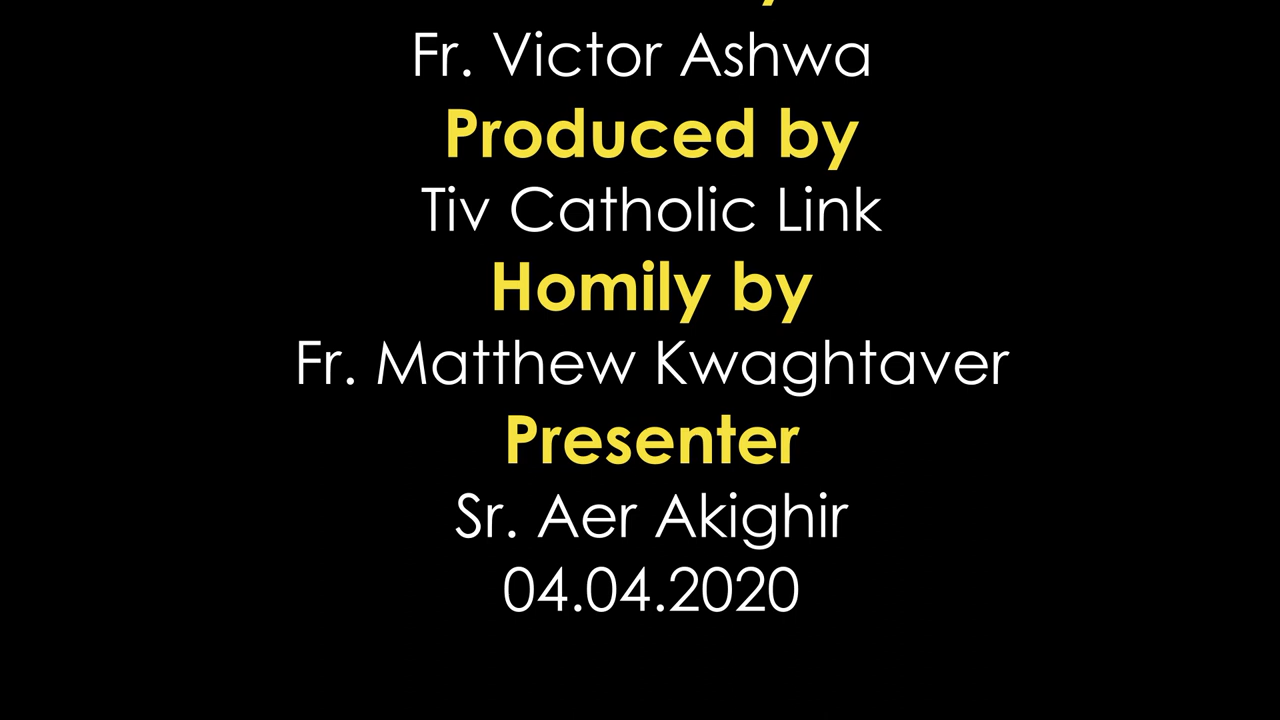 Fr. Victor Ashwa
Produced by
Tiv Catholic Link
Homily by
Fr. Matthew Kwaghtaver
Presenter
Sr. Aer Akighir
04.04.2020